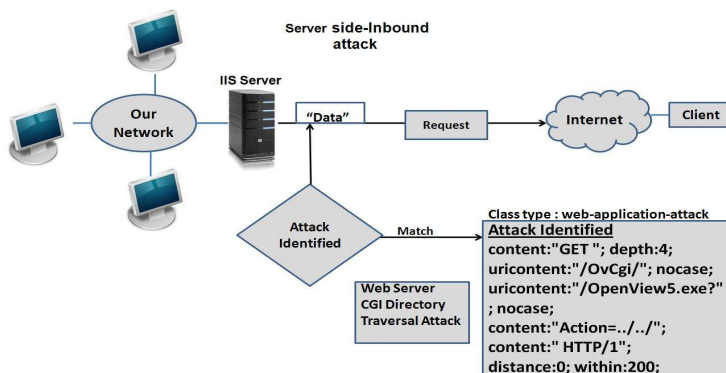 Server side-Inbound
attack
IIS Server
Our
Network
“Data”
Request
Internet
Client
Attack
Identified
Match
Web Server
CGI Directory
Traversal Attack
Class type : web-application-attack
Attack Identified
content:"GET "; depth:4;
uricontent:"/OvCgi/"; nocase;
uricontent:"/OpenView5.exe?"
; nocase;
content:"Action=../../";
content:" HTTP/1";
distance:0; within:200;